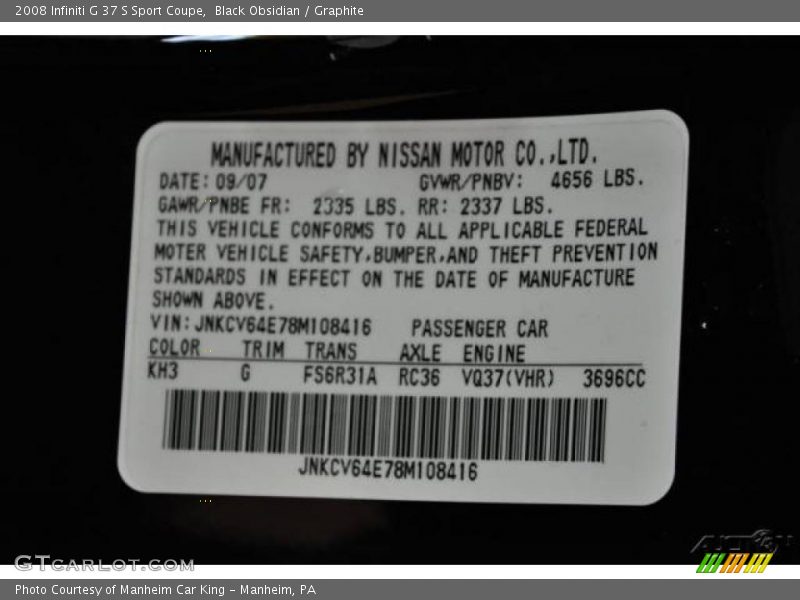 2008 Infiniti G 37 S Sport Coupe,  Black Obsidian / Graphite
MANUFACTURED BY NISSAN MOTOR CO.,LTD.
DATE: 09/07 GVWR/PNBV: 4656 LBS.
GAWR/PNBE FR: 2335 LBS. RR: 2337 LBS.
THIS VEHICLE CONFORMS TO ALL APPLICABLE FEDERAL
MOTER VEHICLE SAFETY,BUMPER,AND THEFT PREVENTION
STANDARDS IN EFFECT ON THE DATE OF MANUFACTURE
SHOWN ABOVE.
VIN: JNKCV64E78M108416 PASSENGER CAR
COLOR TRIM TRANS AXLE ENGINE
KH3 G FS6R31A RC36 VQ37(VHR) 3696CC
JNKCV64E78M108416
GTCARLOT.COM
Photo Courtesy of Manheim Car King - Manheim, PA